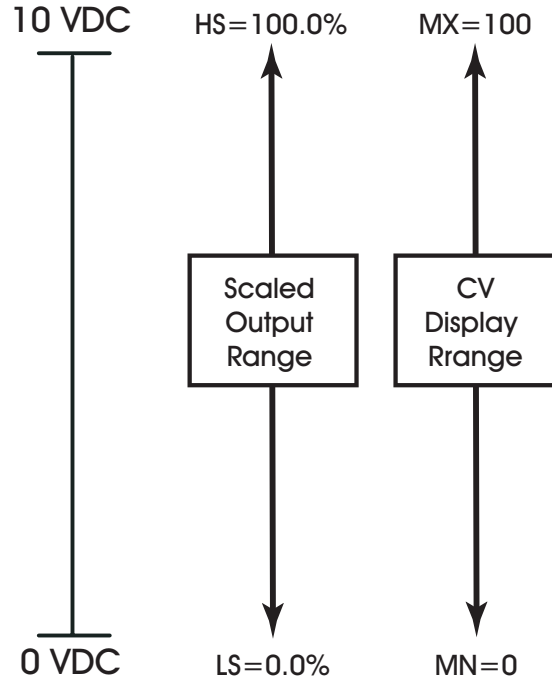 10 VDC
HS=100.0%
MX=100
Scaled
Output
Range
CV
Display
Rrange
0 VDC
LS=0.0%
MN=0